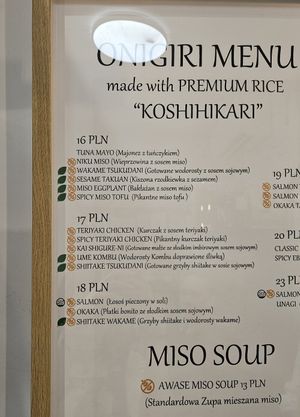 ONIGIRI MENU
made with PREMIUM RICE
"KOSHIHIKARI"
16 PLN
TUNA MAYO (Majonez z tuńczykiem)
NIKU MISO (Wieprzowina z sosem miso)
WAKAME TSUKUDANI (Gotowane wodorosty z sosem sojowym)
SESAME TAKUAN (Kiszona rzodkiewka z sezamem)
MISO EGGPLANT (Bakłażan z sosem miso)
SPICY MISO TOFU (Pikantne miso tofu)
17 PLN
TERIYAKI CHICKEN (Kurczak z sosem teriyaki)
SPICY TERIYAKI CHICKEN (Pikantny kurczak teriyaki)
KAISHIGURE-NI (Gotowane małże ze słodkim imbirowym sosem sojowym)
UME KOMBU (Wodorosty Kombu doprawione śliwką)
SHIITAKE TSUKUDANI (Gotowane grzyby shiitake w sosie sojowym)
18 PLN
SALMON (Łosoś pieczony w soli)
OKAKA (Płatki bonito ze słodkim sosem sojowym)
SHIITAKE WAKAME (Grzyby shiitake i wodorosty wakame)
19 PLN
SALMON
SALMON
OKAKA
20 PLN
CLASSIC
SPICY
23 PL
SALMON
UNAGI
MISO SOUP
AWASE MISO SOUP 13 PLN
(Standardowa Zupa mieszana miso)